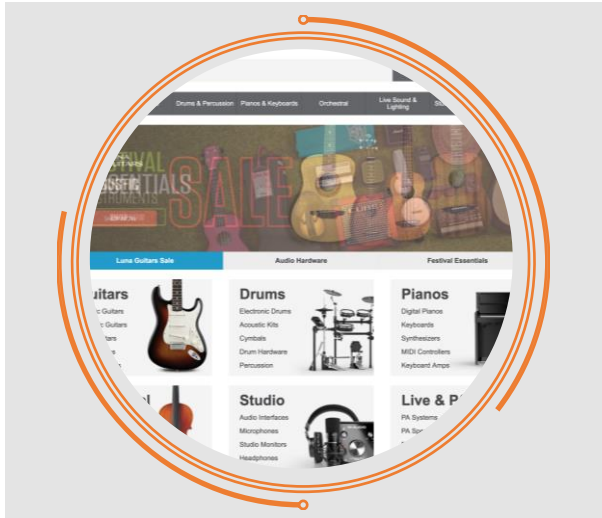 Drums & Percussion Pianos & Keyboards Orchestral Live Sound &
Lighting
SALE
Luna Guitars Sale Audio Hardware Festival Essentials
Drums
Electronic Drums
Acoustic Kits
Cymbals
Drum Hardware
Percussion
Pianos
Digital Pianos
Keyboards
Synthesizers
MIDI Controllers
Keyboard Amps
Studio
Audio Interfaces
Microphones
Studio Monitors
Headphones
Live &
PA Systems
PA